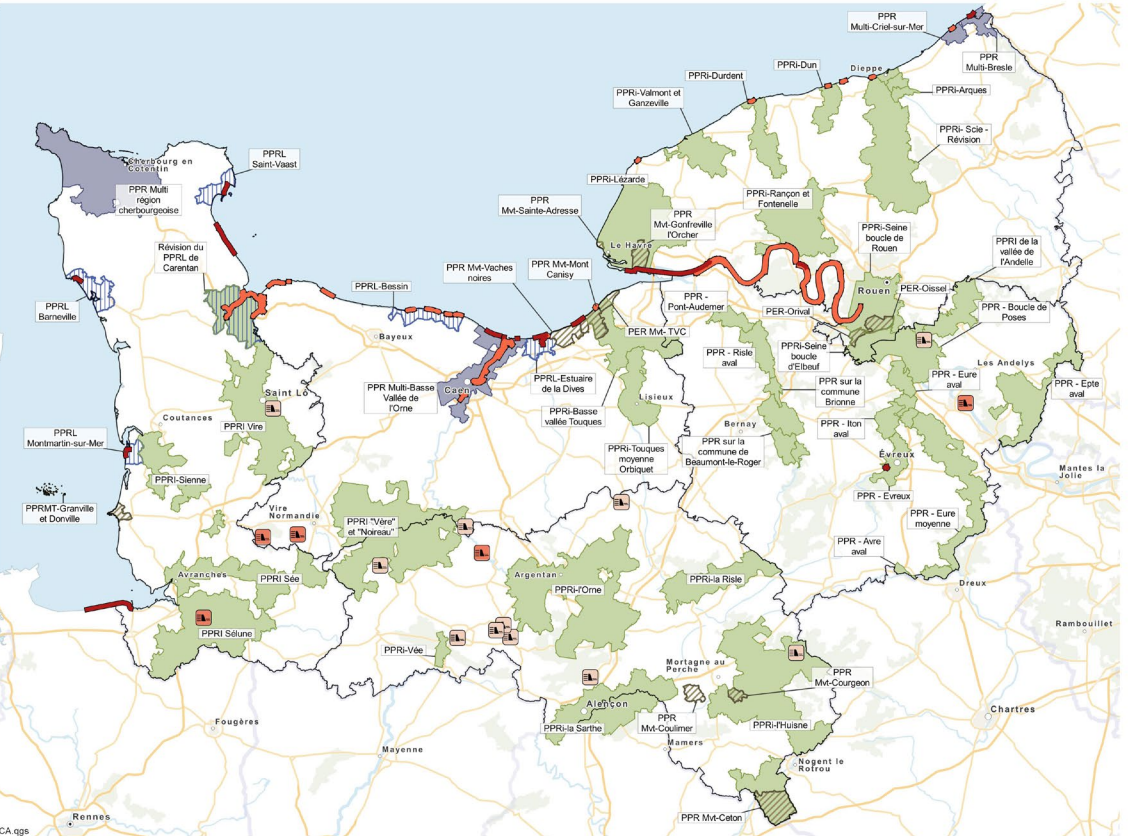 PPR
Multi-Criel-sur-Mer
PPR
Multi-Bresle
Dieppe
PPRi-Dun
PPRi-Durdent
PPRi-Arques
PPRi-Valmont et
Ganzeville
PPRi- Scie -
Révision
Cherbourg en
Cotentin
PPRL
Saint-Vaast
PPR Multi
région
cherbourgeoise
PPRi-Lézarde
PPR
Mvt-Sainte-Adresse
PPRi-Rançon et
Fontenelle
PPR
Mvt-Gonfreville
l'Orcher
Le Havre
PPRi-Seine
boucle de
Rouen
PPRI de la
vallée de
l'Andelle
Révision du
PPRL de
Carentan
PPR Mvt-Vaches
noires
PPR Mvt-Mont
Canisy
PPRL-Bessin
Rouen
PER-Oissel
PPRL
Barneville
PPR -
Pont-Audemer
PER-Orival
PPR - Boucle de
Poses
PER Mvt- TVC
Bayeux
PPRi-Seine
boucle
d'Elbeuf
PPR - Risle
aval
Les Andelys
PPR - Eure
aval
PPR - Epte
aval
PPR Multi-Basse
Vallée de
l'Orne
Caen
PPRL-Estuaire
de la Dives
PPR sur la
commune
Brionne
Saint Lô
Lisieux
PPRi-Basse
vallée Touques
Coutances
PPRI Vire
Bernay
PPR - Iton
aval
PPRL
Montmartin-sur-Mer
PPRi-Touques
moyenne
Orbiquet
PPR sur la
commune de
Beaumont-le-Roger
Évreux
Mantes la
Jolie
PPRI-Sienne
PPR - Evreux
PPRMT-Granville
et Donville
Vire
Normandie
PPRI "Vère"
et "Noireau"
PPR - Eure
moyenne
PPR - Avre
aval
Avranches
PPRI Sée
Argentan
PPRi-l'Orne
PPRi-la Risle
Dreux
Rambouillet
PPRI Sélune
PPRi-Vée
Mortagne au
Perche
PPR
Mvt-Courgeon
Alençon
PPRi-la Sarthe
PPR
Mvt-Coulimer
PPRi-l'Huisne
Chartres
Fougères
Mayenne
Mamers
Nogent le
Rotrou
PPR Mvt-Ceton
Rennes
CA.qgs